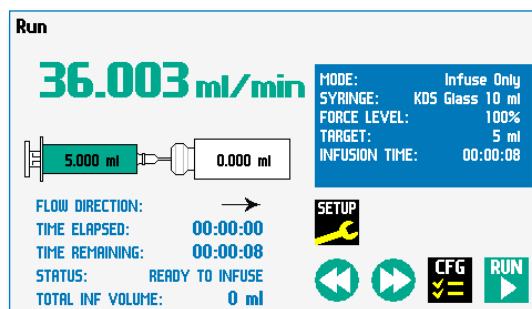 Run
36.003 ml/min
MODE: Infuse Only
SYRINGE: KDS Glass 10 ml
FORCE LEVEL: 100%
TARGET: 5 ml
INFUSION TIME: 00:00:08
5.000 ml
0.000 ml
FLOW DIRECTION:
TIME ELAPSED: 00:00:00
TIME REMAINING: 00:00:08
STATUS: READY TO INFUSE
TOTAL INF VOLUME: 0 ml
SETUP
CFG
RUN